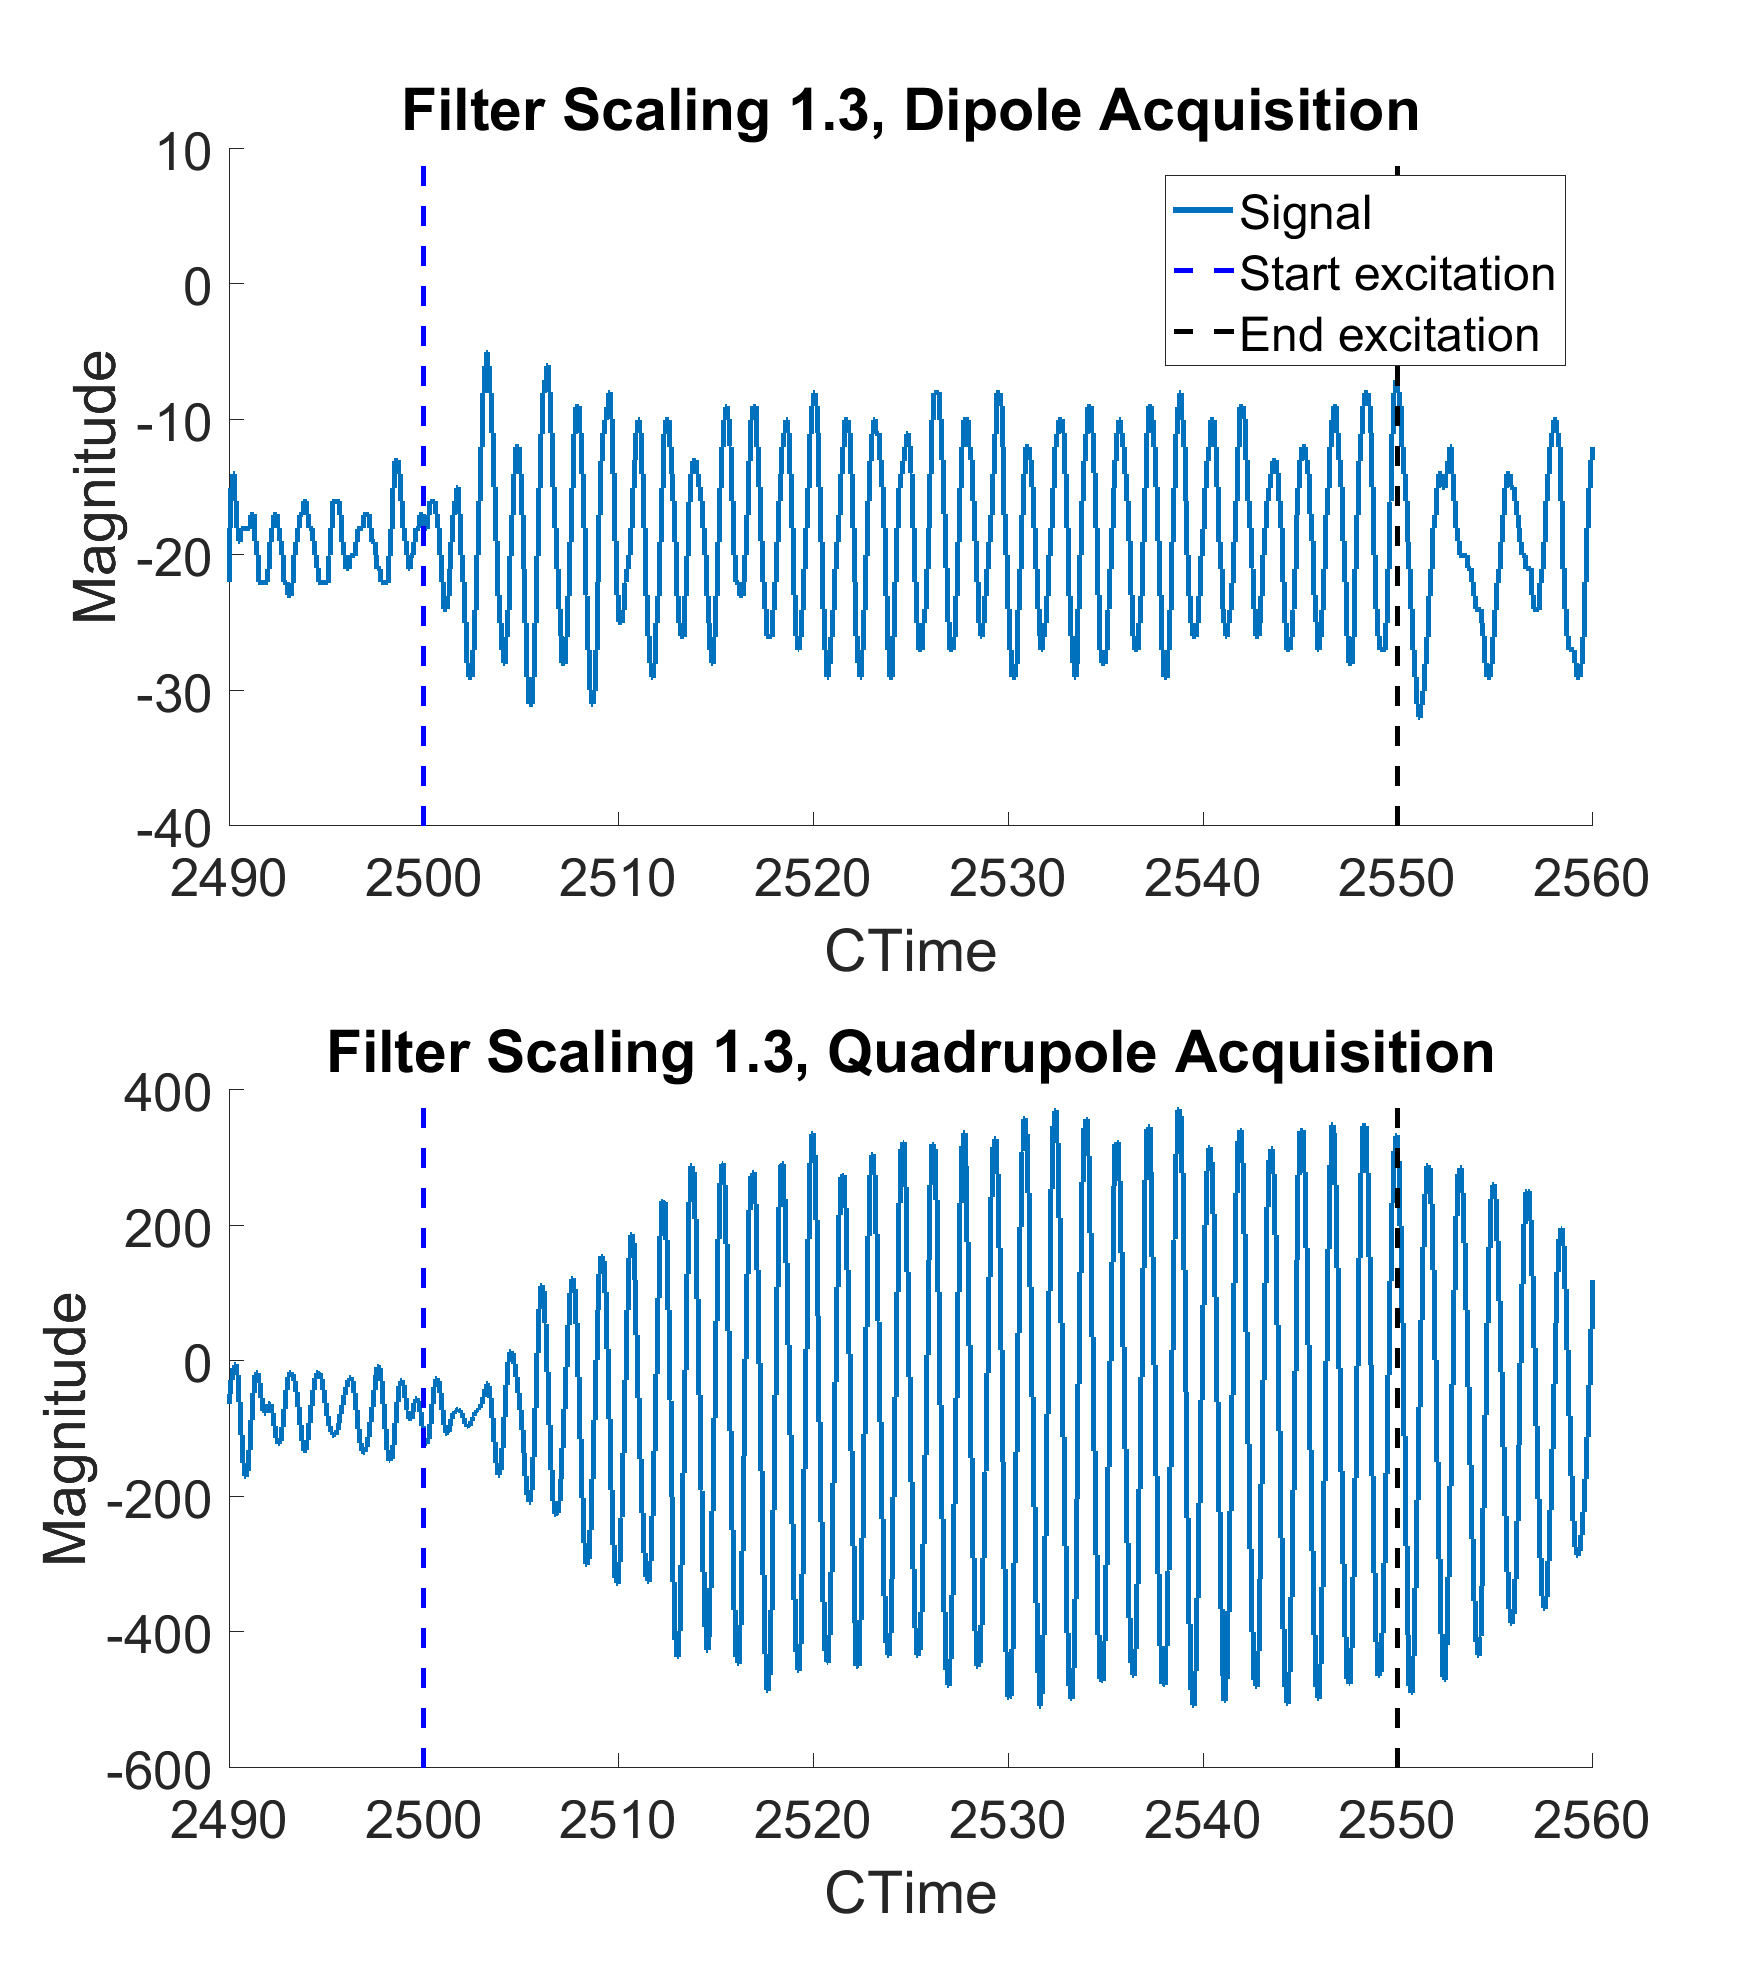 Filter Scaling 1.3, Dipole Acquisition
10
0
-10
-20
-30
-40
Magnitude
Signal
Start excitation
End excitation
2490 2500 2510 2520 2530 2540 2550 2560
CTime
Filter Scaling 1.3, Quadrupole Acquisition
400
200
0
-200
-400
-600
Magnitude
2490 2500 2510 2520 2530 2540 2550 2560
CTime